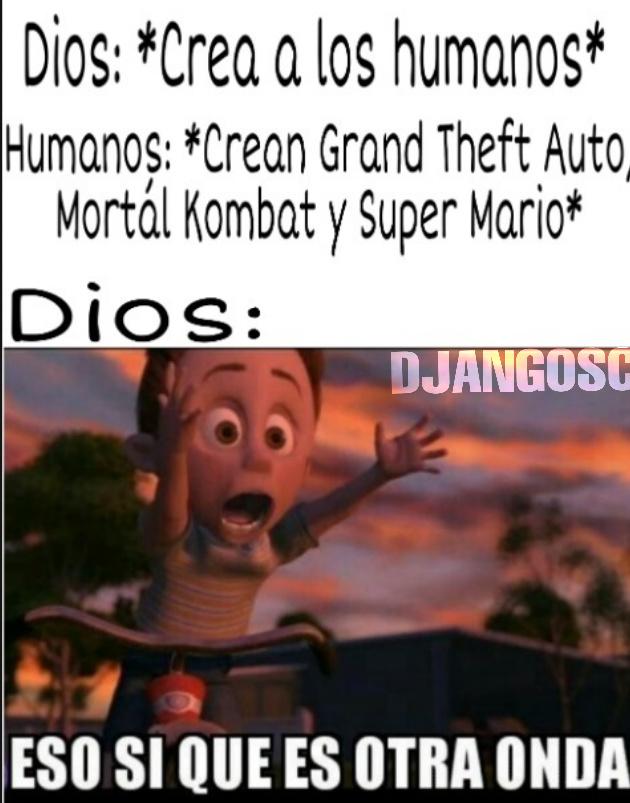 Dios: *Crea a los humanos*
Humanos: *Crean Grand Theft Auto,
Mortál Kombat y Super Mario*
Dios:
DJANGOSC
ESO SI QUE ES OTRA ONDA